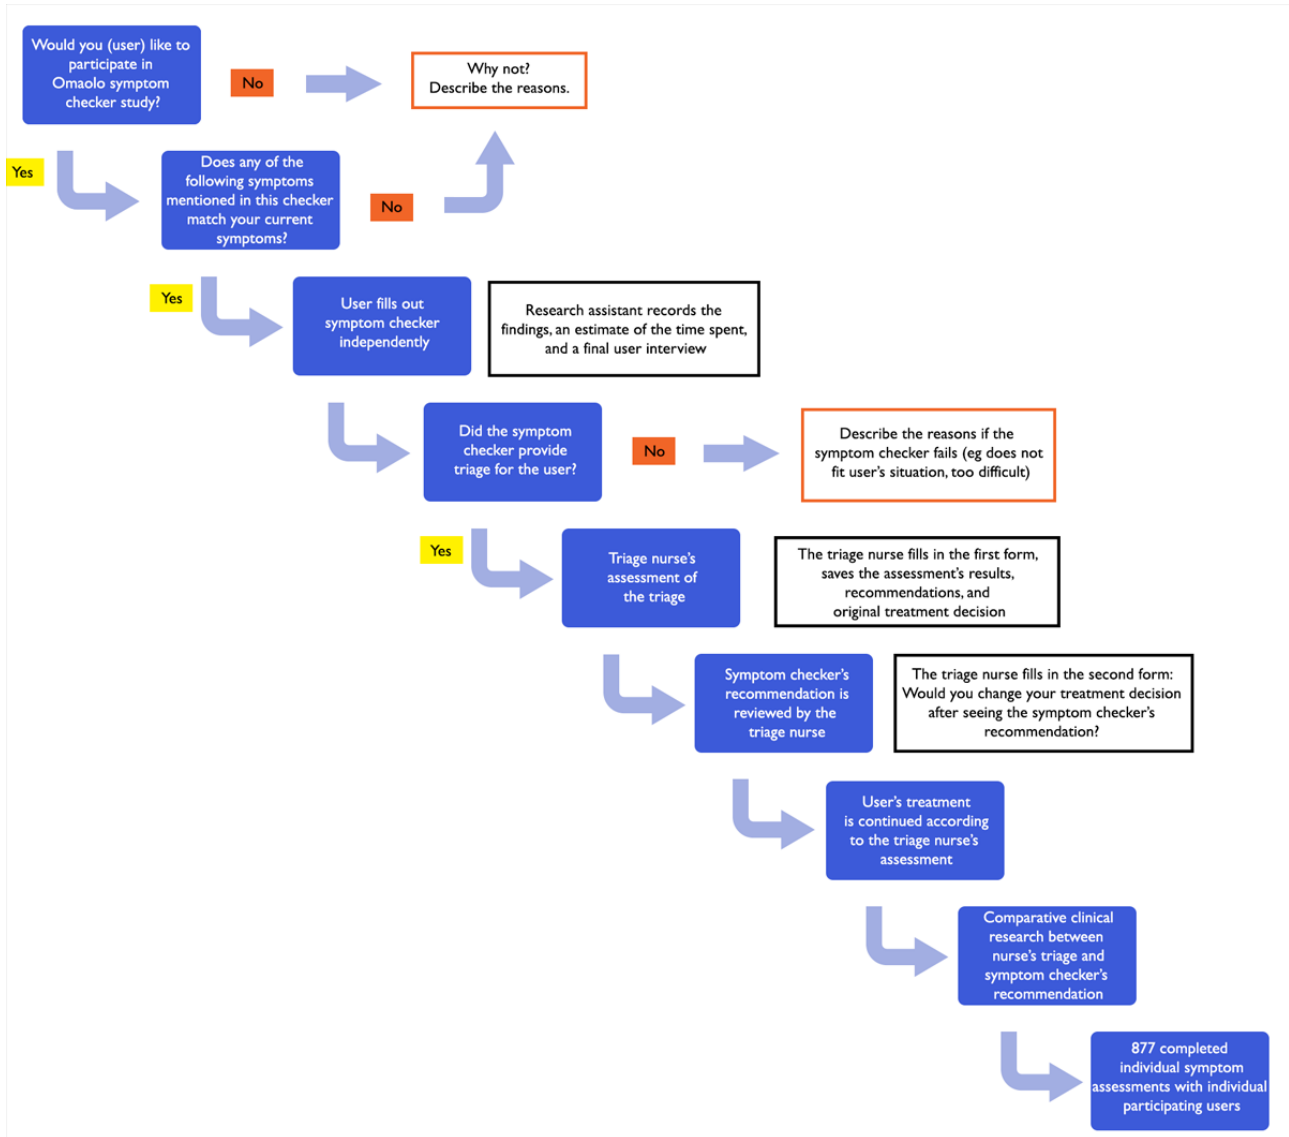 Would you (user) like to
participate in
Omaolo symptom
checker study?
No
Why not?
Describe the reasons.
Yes
Does any of the
following symptoms
mentioned in this checker
match your current
symptoms?
No
Yes
User fills out
symptom checker
independently
Research assistant records the
findings, an estimate of the time spent,
and a final user interview
Did the symptom
checker provide
triage for the user?
No
Describe the reasons if the
symptom checker fails (eg does not
fit user's situation, too difficult)
Yes
Triage nurse's
assessment of
the triage
The triage nurse fills in the first form,
saves the assessment's results,
recommendations, and
original treatment decision
Symptom checker's
recommendation is
reviewed by the
triage nurse
The triage nurse fills in the second form:
Would you change your treatment decision
after seeing the symptom checker's
recommendation?
User's treatment
is continued according
to the triage nurse's
assessment
Comparative clinical
research between
nurse's triage and
symptom checker's
recommendation
877 completed
individual symptom
assessments with individual
participating users